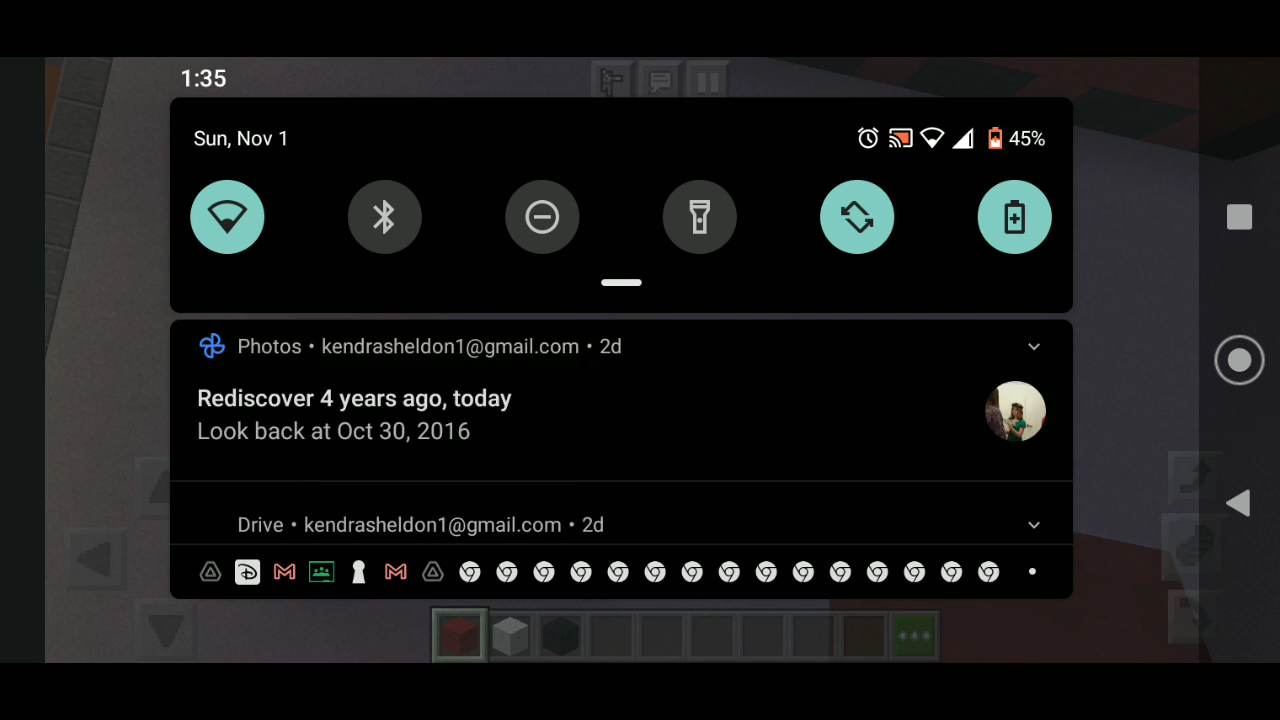 1:35
Sun, Nov 1
45%
Photos • kendrasheldon1@gmail.com • 2d
Rediscover 4 years ago, today
Look back at Oct 30, 2016
Drive • kendrasheldon1@gmail.com • 2d